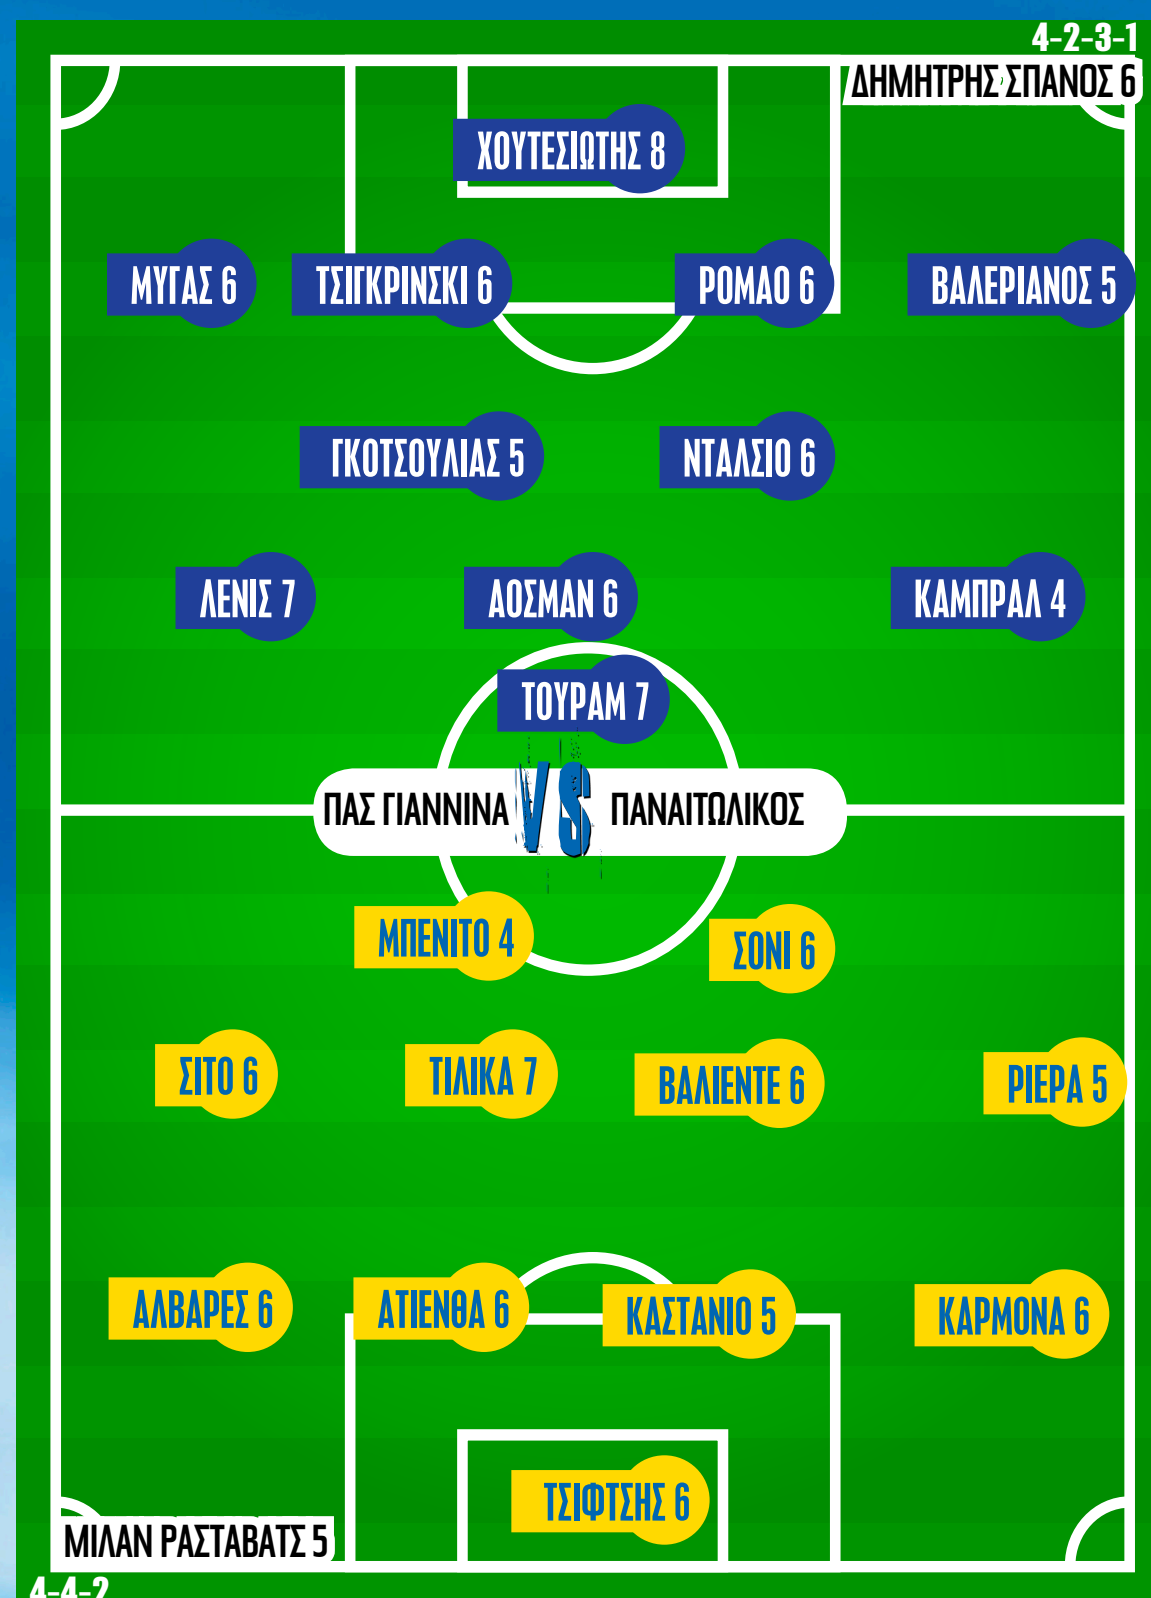 4-2-3-1
ΔΗΜΗΤΡΗΣ ΣΠΑΝΟΣ 6
ΧΟΥΤΕΣΙΩΤΗΣ 8
ΜΥΓΑΣ 6 ΤΣΙΓΚΡΙΝΣΚΙ 6 ΡΟΜΑΟ 6 ΒΑΛΕΡΙΑΝΟΣ 5
ΓΚΟΤΣΟΥΛΙΑΣ 5 ΝΤΑΛΣΙΟ 6
ΛΕΝΙΣ 7 ΑΟΣΜΑΝ 6 ΚΑΜΠΡΑΛ 4
ΤΟΥΡΑΜ 7
ΠΑΣ ΓΙΑΝΝΙΝΑ VS ΠΑΝΑΙΤΩΛΙΚΟΣ
ΜΠΕΝΙΤΟ 4 ΣΟΝΙ 6
ΣΙΤΟ 6 ΤΙΛΙΚΑ 7 ΒΑΛΙΕΝΤΕ 6 ΡΙΕΡΑ 5
ΑΛΒΑΡΕΣ 6 ΑΤΙΕΝΘΑ 6 ΚΑΣΤΑΝΙΟ 5 ΚΑΡΜΟΝΑ 6
ΤΣΙΦΤΣΗΣ 6
ΜΙΛΑΝ ΡΑΣΤΑΒΑΤΣ 5
4-4-2